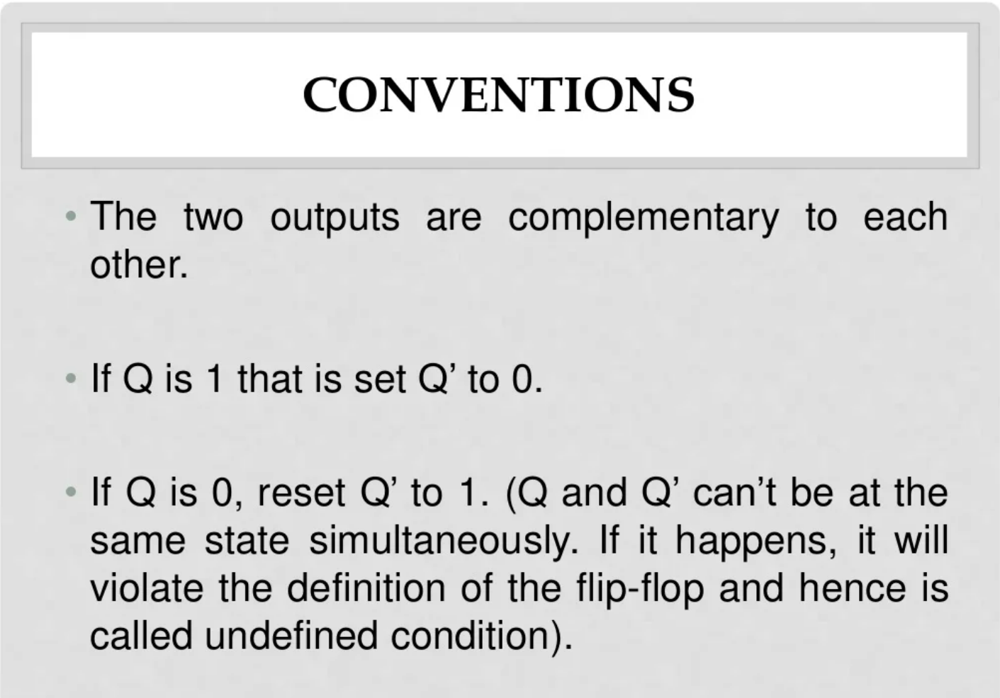 CONVENTIONS
• The two outputs are complementary to each
other.
• If Q is 1 that is set Q’ to 0.
• If Q is 0, reset Q’ to 1. (Q and Q’ can’t be at the
same state simultaneously. If it happens, it will
violate the definition of the flip-flop and hence is
called undefined condition).